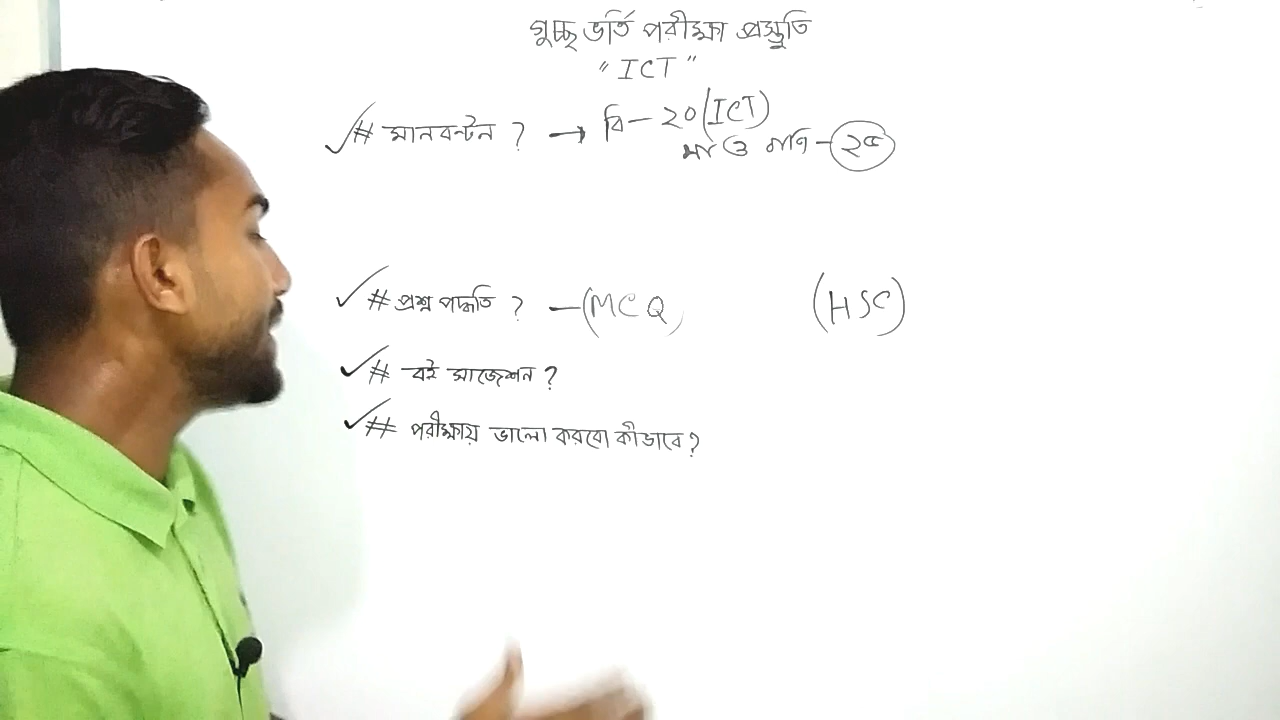 গুচ্ছ ভর্তি পরীক্ষা প্রস্তুতি
" ICT "
# মানবন্টন ? → বি - ২০ (ICT)
মা ও বানি - ২৫
# প্রশ্ন পদ্ধতি ? - (MCQ) (HSC)
# বই সাজেশন ?
# পরীক্ষায় ভালো করবো কীভাবে ?